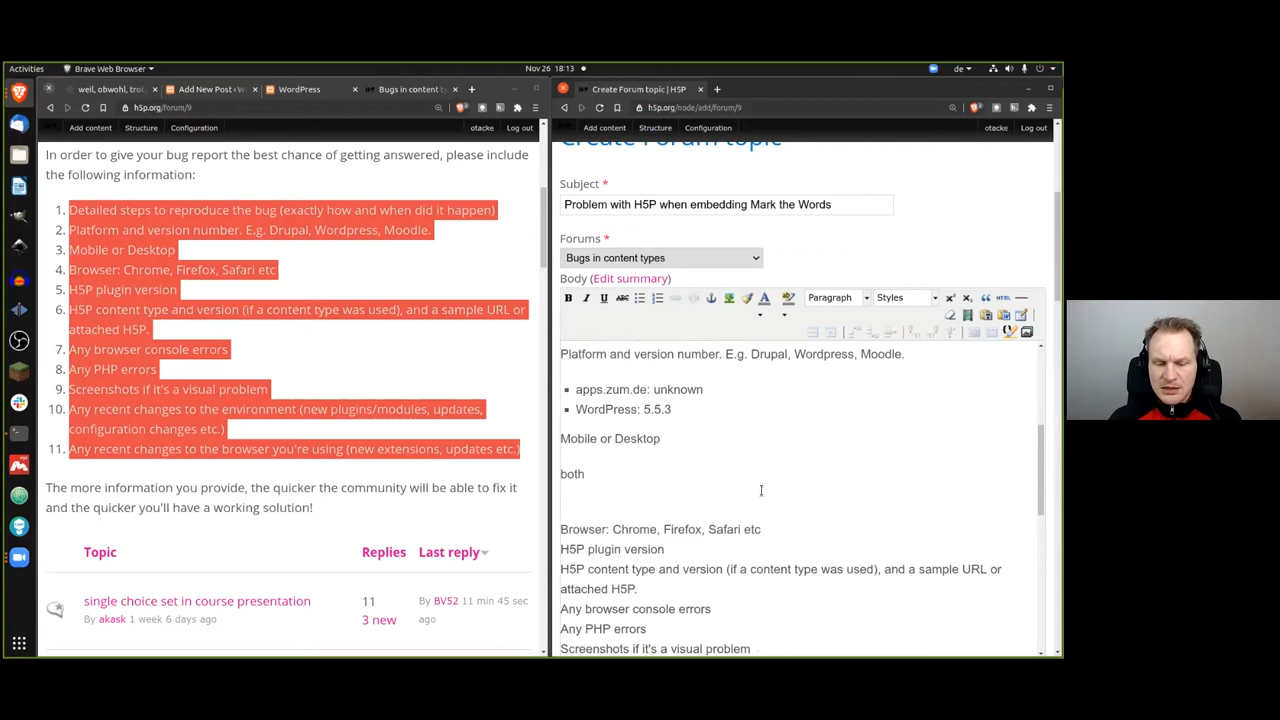 Activities
Brave Web Browser
Nov 26 18:13
de
weil, obwohl, trot
Add New Post ‹ W
WordPress
Bugs in content ty
h5p.org/forum/9
Add content
Structure
Configuration
otacke
Log out
In order to give your bug report the best chance of getting answered, please include
the following information:
1. Detailed steps to reproduce the bug (exactly how and when did it happen)
2. Platform and version number. E.g. Drupal, Wordpress, Moodle.
3. Mobile or Desktop
4. Browser: Chrome, Firefox, Safari etc
5. H5P plugin version
6. H5P content type and version (if a content type was used), and a sample URL or
attached H5P.
7. Any browser console errors
8. Any PHP errors
9. Screenshots if it's a visual problem
10. Any recent changes to the environment (new plugins/modules, updates,
configuration changes etc.)
11. Any recent changes to the browser you're using (new extensions, updates etc.)
The more information you provide, the quicker the community will be able to fix it
and the quicker you'll have a working solution!
Topic Replies Last reply
single choice set in course presentation 11 By BV52 11 min 45 sec
By akask 1 week 6 days ago 3 new ago
Create Forum topic | H5P
h5p.org/node/add/forum/9
Add content
Structure
Configuration
otacke
Log out
Create Forum topic
Subject *
Problem with H5P when embedding Mark the Words
Forums *
Bugs in content types
Body (Edit summary)
B I U ABC Paragraph Styles HTML
Platform and version number. E.g. Drupal, Wordpress, Moodle.
apps.zum.de: unknown
WordPress: 5.5.3
Mobile or Desktop
both
Browser: Chrome, Firefox, Safari etc
H5P plugin version
H5P content type and version (if a content type was used), and a sample URL or
attached H5P.
Any browser console errors
Any PHP errors
Screenshots if it's a visual problem